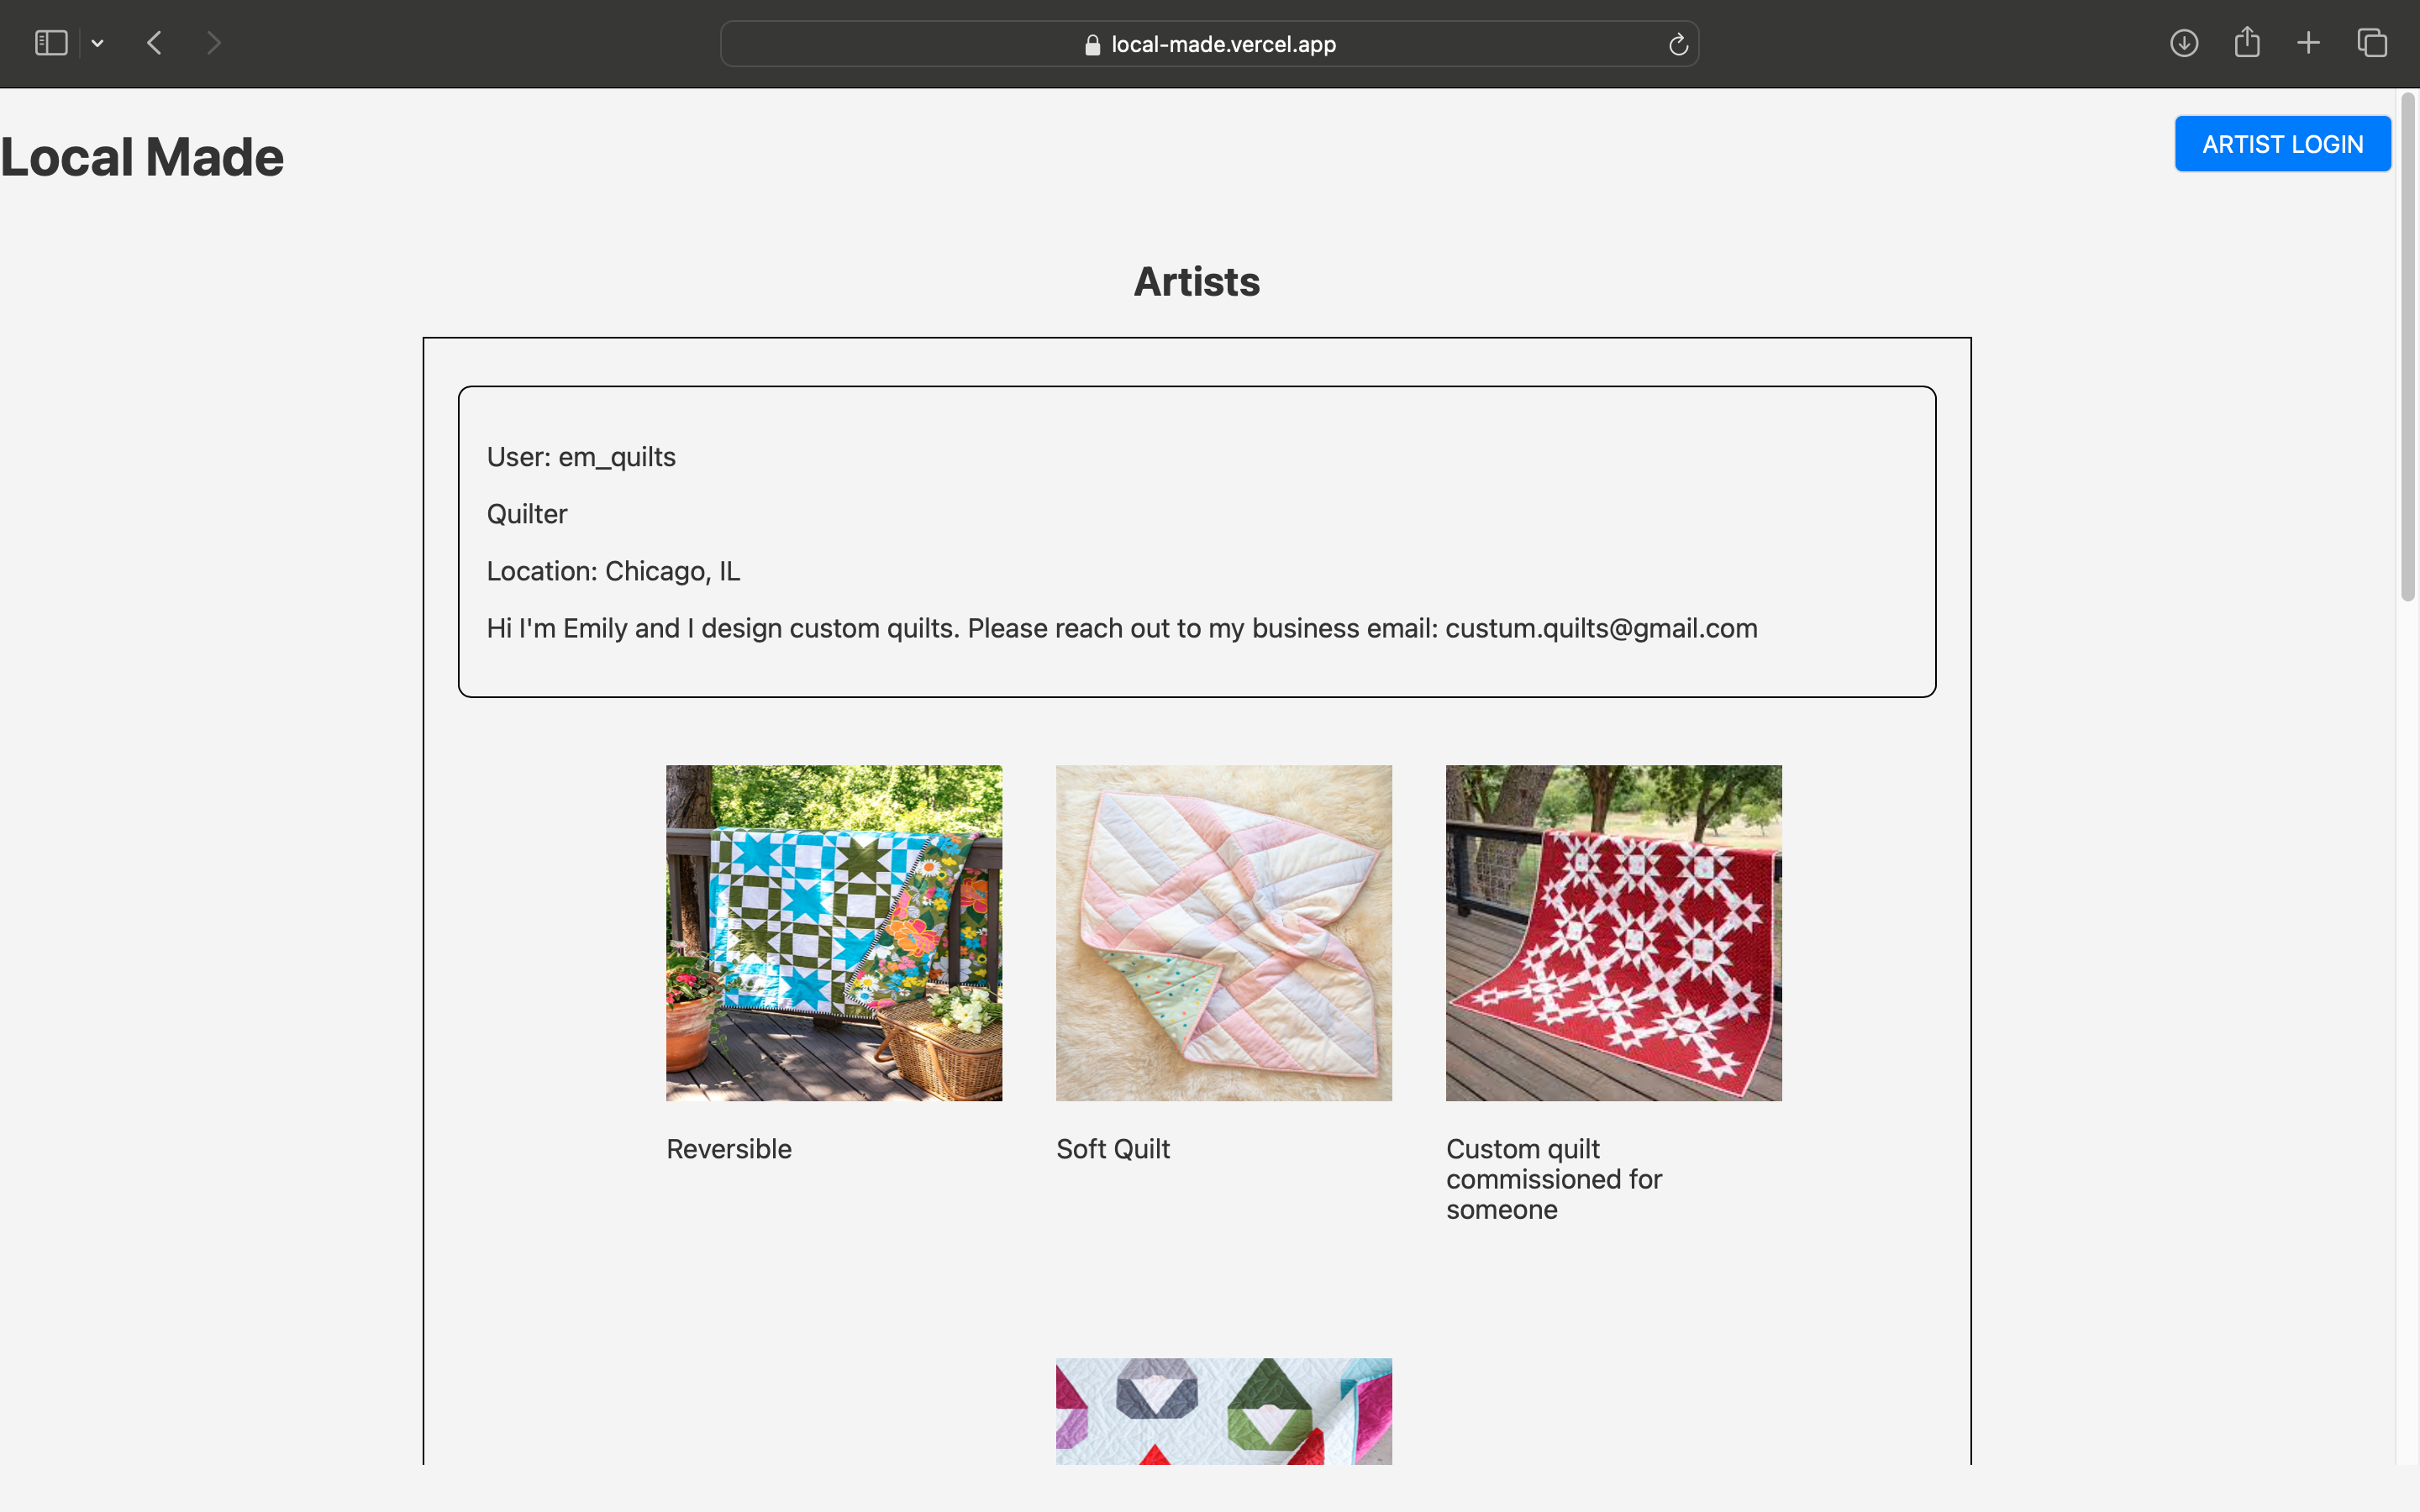 local-made.vercel.app
Local Made
ARTIST LOGIN
Artists
User: em_quilts
Quilter
Location: Chicago, IL
Hi I'm Emily and I design custom quilts. Please reach out to my business email: custum.quilts@gmail.com
Reversible
Soft Quilt
Custom quilt
commissioned for
someone